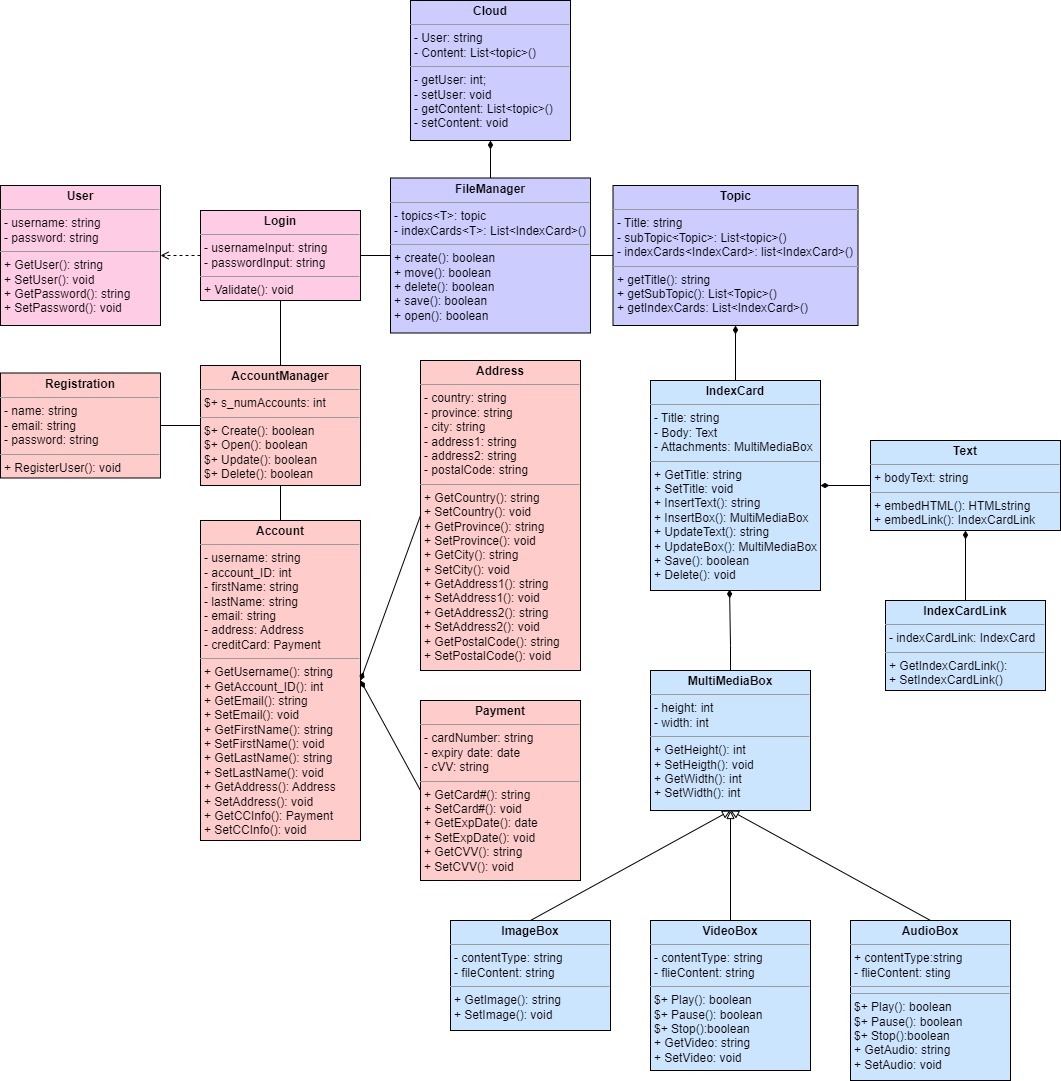 Cloud
- User: string
- Content: List<topic>()
- getUser: int;
- setUser: void
- getContent: List<topic>()
- setContent: void
User
- username: string
- password: string
+ GetUser(): string
+ SetUser(): void
+ GetPassword(): string
+ SetPassword(): void
Login
- usernameInput: string
- passwordInput: string
+ Validate(): void
FileManager
- topics<T>: topic
- indexCards<T>: List<IndexCard>()
+ create(): boolean
+ move(): boolean
+ delete(): boolean
+ save(): boolean
+ open(): boolean
Topic
- Title: string
- subTopic<Topic>: List<topic>()
- indexCards<IndexCard>: list<IndexCard>()
+ getTitle(): string
+ getSubTopic(): List<Topic>()
+ getIndexCards: List<IndexCard>()
Registration
- name: string
- email: string
- password: string
+ RegisterUser(): void
AccountManager
$+ s_numAccounts: int
$+ Create(): boolean
$+ Open(): boolean
$+ Update(): boolean
$+ Delete(): boolean
Address
- country: string
- province: string
- city: string
- address1: string
- address2: string
- postalCode: string
+ GetCountry(): string
+ SetCountry(): void
+ GetProvince(): string
+ SetProvince(): void
+ GetCity(): string
+ SetCity(): void
+ GetAddress1(): string
+ SetAddress1(): void
+ GetAddress2(): string
+ SetAddress2(): void
+ GetPostalCode(): string
+ SetPostalCode(): void
IndexCard
- Title: string
- Body: Text
- Attachments: MultiMediaBox
+ GetTitle(): string
+ SetTitle(): void
+ InsertText(): string
+ InsertBox(): MultiMediaBox
+ UpdateText(): string
+ UpdateBox(): MultiMediaBox
+ Save(): boolean
+ Delete(): void
Text
+ bodyText: string
+ embedHTML(): HTMLstring
+ embedLink(): IndexCardLink
Account
- username: string
- account_ID: int
- firstName: string
- lastName: string
- email: string
- address: Address
- creditCard: Payment
+ GetUsername(): string
+ GetAccount_ID(): int
+ GetEmail(): string
+ SetEmail(): void
+ GetFirstName(): string
+ SetFirstName(): void
+ GetLastName(): string
+ SetLastName(): void
+ GetAddress(): Address
+ SetAddress(): void
+ GetCCInfo(): Payment
+ SetCCInfo(): void
IndexCardLink
- indexCardLink: IndexCard
+ GetIndexCardLink():
+ SetIndexCardLink()
Payment
- cardNumber: string
- expiry date: date
- cVV: string
+ GetCard#(): string
+ SetCard#(): void
+ GetExpDate(): date
+ SetExpDate(): void
+ GetCVV(): string
+ SetCVV(): void
MultiMediaBox
- height: int
- width: int
+ GetHeight(): int
+ SetHeigth(): void
+ GetWidth(): int
+ SetWidth(): int
ImageBox
- contentType: string
- fileContent: string
+ GetImage(): string
+ SetImage(): void
VideoBox
- contentType: string
- flieContent: string
$+ Play(): boolean
$+ Pause(): boolean
$+ Stop():boolean
+ GetVideo: string
+ SetVideo: void
AudioBox
+ contentType:string
- flieContent: sting
$+ Play(): boolean
$+ Pause(): boolean
$+ Stop():boolean
+ GetAudio: string
+ SetAudio: void